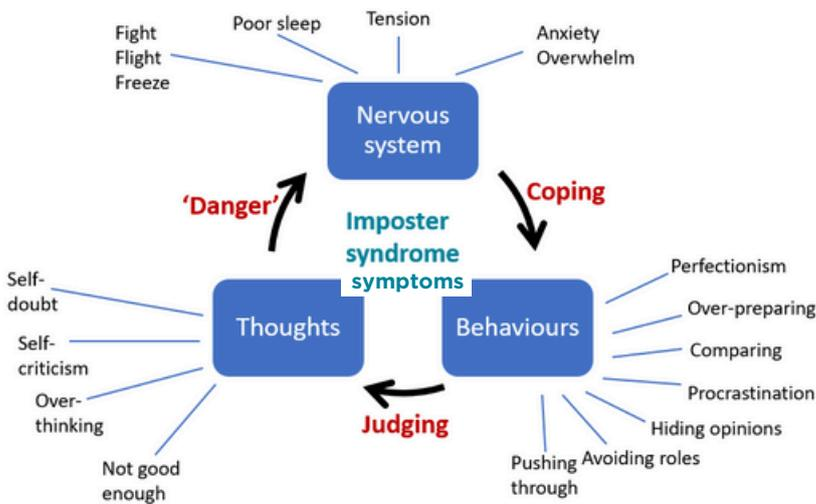 Fight
Flight
Freeze
Poor sleep
Tension
Anxiety
Overwhelm
Nervous
system
'Danger'
Coping
Imposter
syndrome
symptoms
Self-
doubt
Self-
criticism
Over-
thinking
Not good
enough
Thoughts
Behaviours
Judging
Perfectionism
Over-preparing
Comparing
Procrastination
Hiding opinions
Avoiding roles
Pushing
through